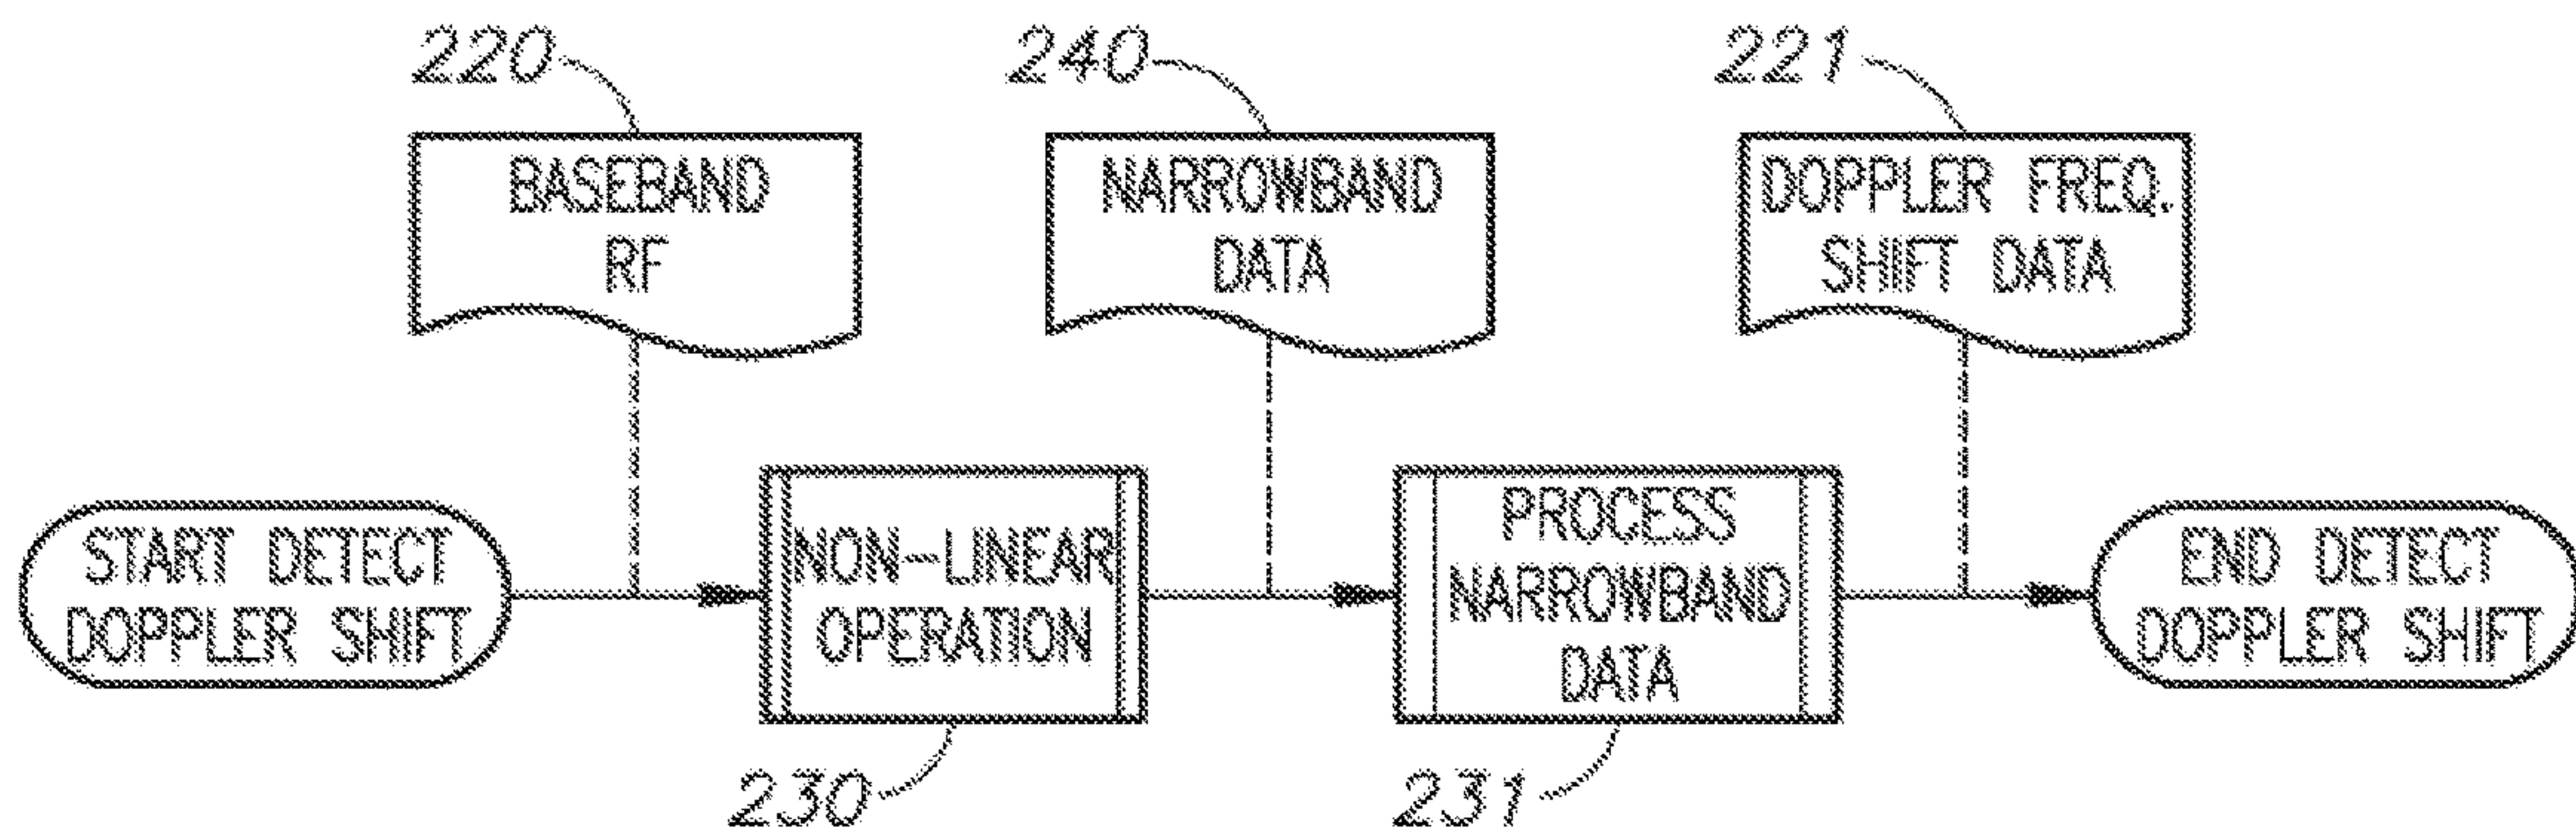 220
240
221
BASEBAND
RF
NARROWBAND
DATA
DOPPLER FREQ.
SHIFT DATA
START DETECT
DOPPLER SHIFT
NON-LINEAR
OPERATION
PROCESS
NARROWBAND
DATA
END DETECT
DOPPLER SHIFT
230
231